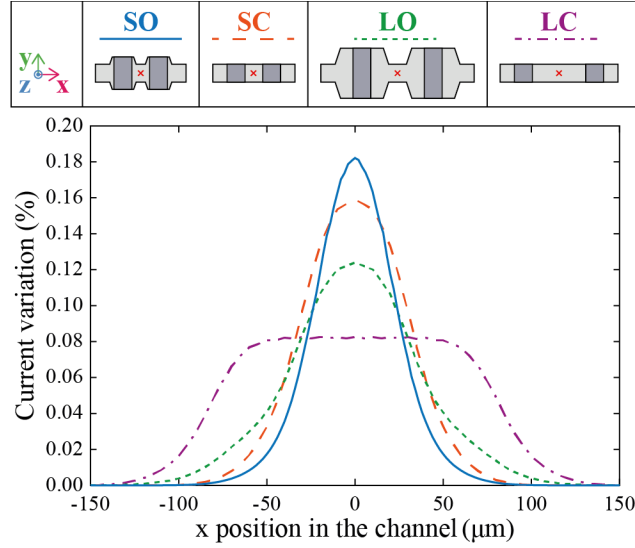 SO SC LO LC
y
z x
0.20
0.18
0.16
0.14
0.12
0.10
0.08
0.06
0.04
0.02
0.00
Current variation (%)
-150 -100 -50 0 50 100 150
x position in the channel (μm)